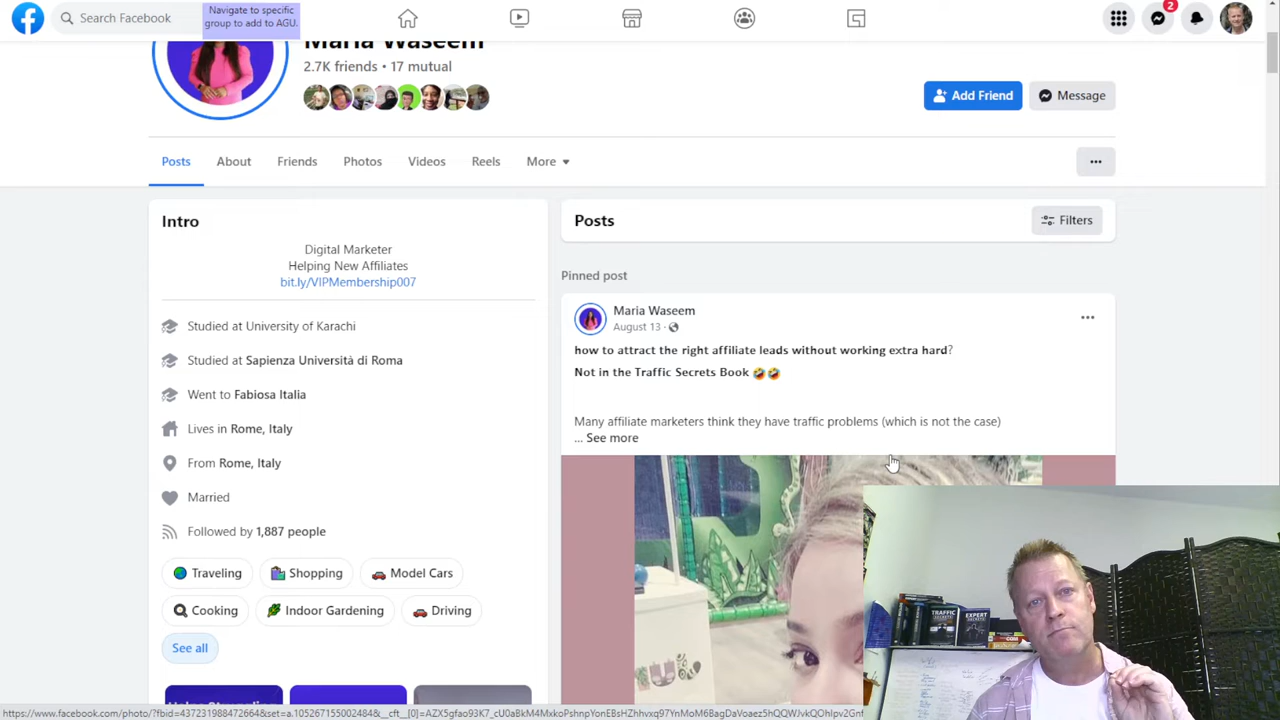 Search Facebook
Navigate to specific
group to add to AGU.
2
Maria Waseem
2.7K friends • 17 mutual
Add Friend
Message
Posts
About
Friends
Photos
Videos
Reels
More
Intro
Digital Marketer
Helping New Affiliates
bit.ly/VIPMembership007
Studied at University of Karachi
Studied at Sapienza Università di Roma
Went to Fabiosa Italia
Lives in Rome, Italy
From Rome, Italy
Married
Followed by 1,887 people
Traveling
Shopping
Model Cars
Cooking
Indoor Gardening
Driving
See all
Posts
Filters
Pinned post
Maria Waseem
August 13 ·
how to attract the right affiliate leads without working extra hard?
Not in the Traffic Secrets Book 🤣🤣
Many affiliate marketers think they have traffic problems (which is not the case)
... See more
TRAFFIC
SECRETS
EXPERT
SECRETS